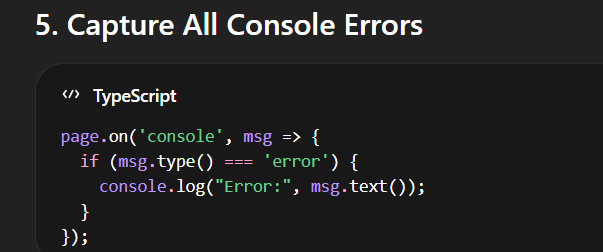 5. Capture All Console Errors
</> TypeScript
page.on('console', msg => {
  if (msg.type() === 'error') {
    console.log("Error:", msg.text());
  }
});